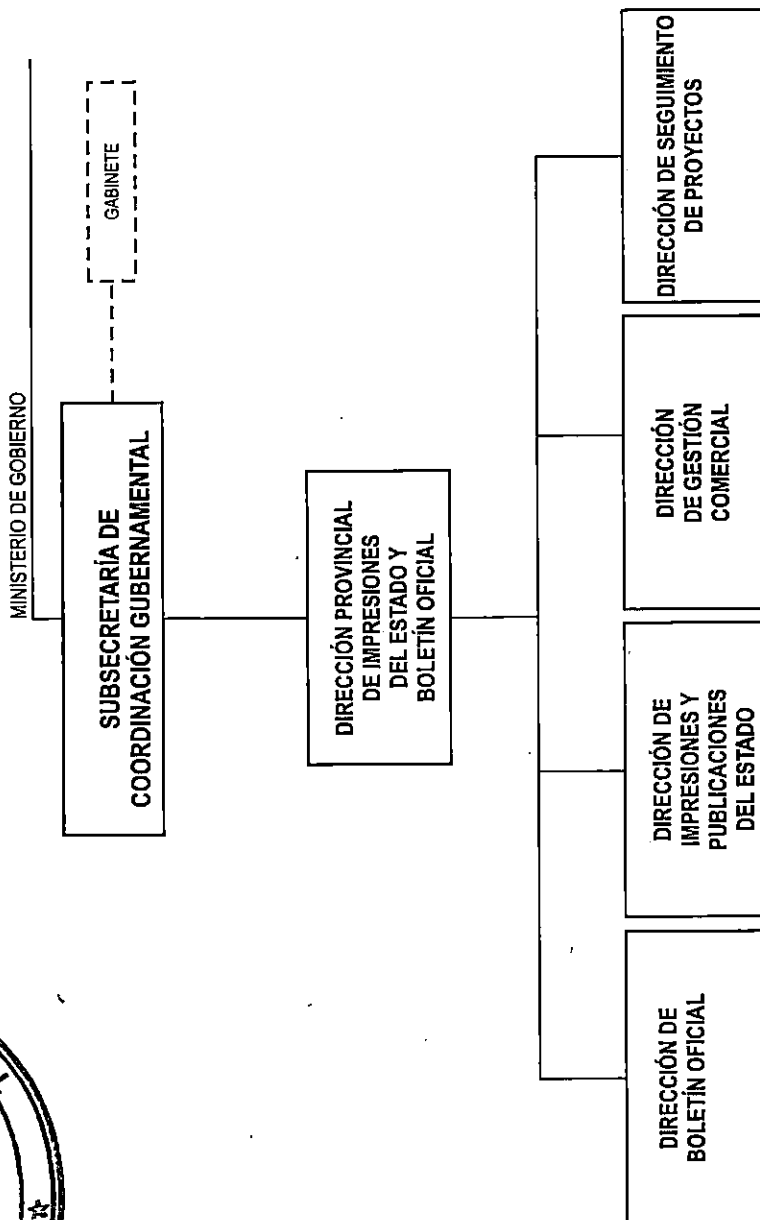 MINISTERIO DE GOBIERNO
SUBSECRETARÍA DE
COORDINACIÓN GUBERNAMENTAL
GABINETE
DIRECCIÓN PROVINCIAL
DE IMPRESIONES
DEL ESTADO Y
BOLETÍN OFICIAL
DIRECCIÓN DE
BOLETÍN OFICIAL
DIRECCIÓN DE
IMPRESIONES Y
PUBLICACIONES
DEL ESTADO
DIRECCIÓN
DE GESTIÓN
COMERCIAL
DIRECCIÓN DE SEGUIMIENTO
DE PROYECTOS